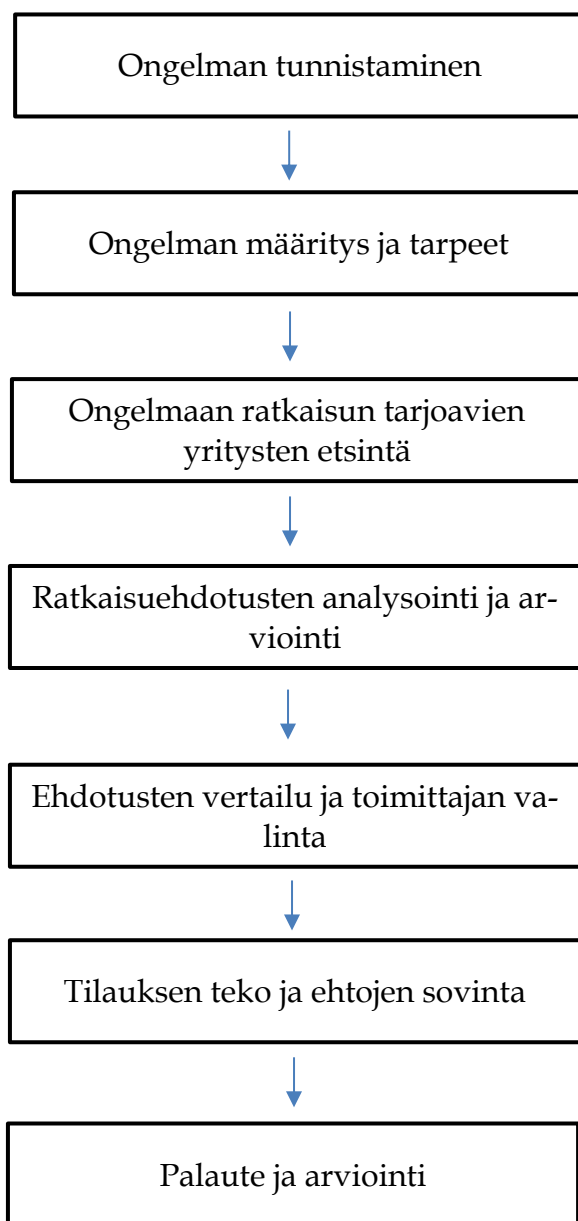 Ongelman tunnistaminen
Ongelman määritys ja tarpeet
Ongelmaan ratkaisun tarjoavien
yritysten etsintä
Ratkaisuehdotusten analysointi ja ar-
viointi
Ehdotusten vertailu ja toimittajan va-
linta
Tilauksen teko ja ehtojen sovinta
Palaute ja arviointi